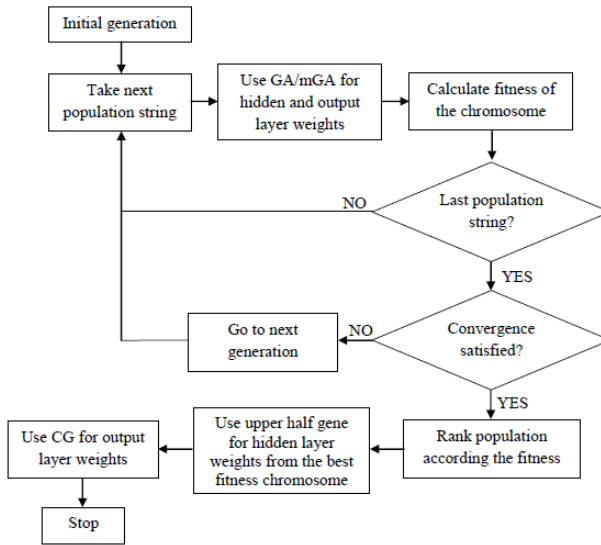 Initial generation
Take next
population string
Use GA/mGA for
hidden and output
layer weights
Calculate fitness of
the chromosome
NO
Last population
string?
YES
Go to next
generation
NO
Convergence
satisfied?
YES
Use CG for output
layer weights
Use upper half gene
for hidden layer
weights from the best
fitness chromosome
Rank population
according the fitness
Stop